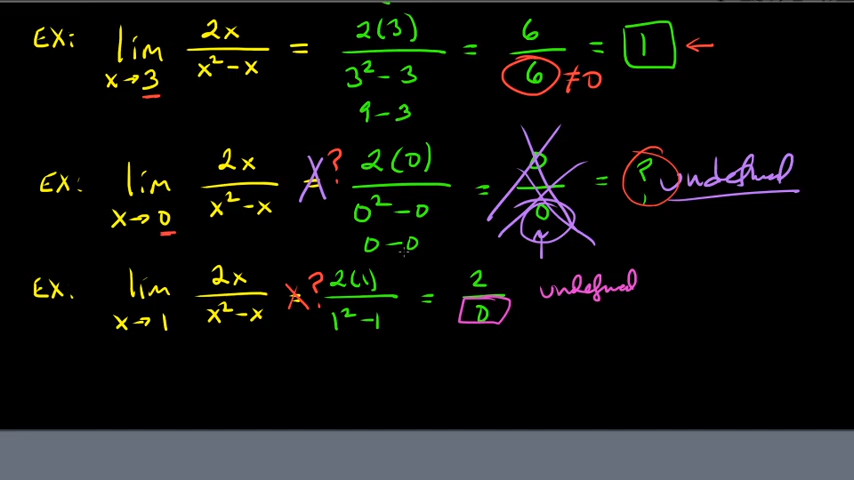 EX: lim x→3 2x / x² - x = 2(3) / 3² - 3 = 6 / 6 ≠ 0 = 1 ←
9 - 3
EX: lim x→0 2x / x² - x = ? 2(0) / 0² - 0 = 0 / 0 = ? undefined
0 - 0
EX. lim x→1 2x / x² - x = ? 2(1) / 1² - 1 = 2 / 0 undefined